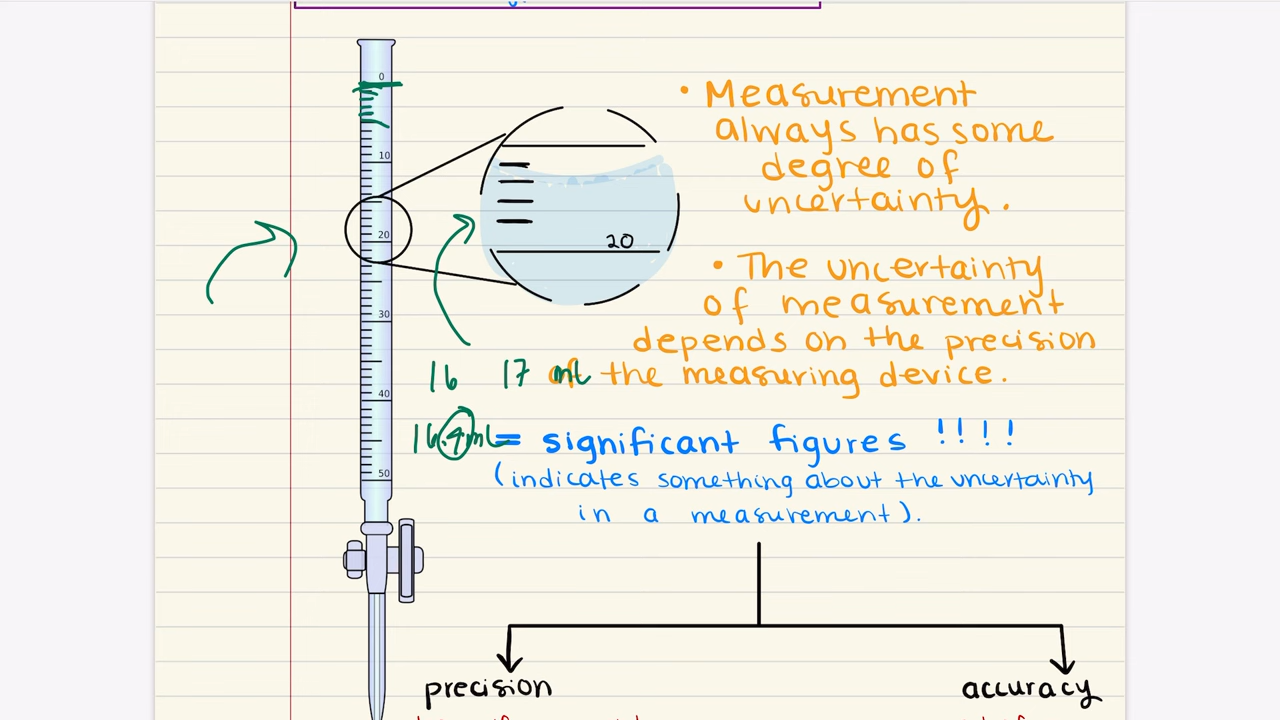 0
10
20
30
40
50
20
• Measurement
always has some
degree of
uncertainty.
• The uncertainty
of measurement
depends on the precision
of the measuring device.
16 17 ml
16.4ml
= significant figures !!!!
(indicates something about the uncertainty
in a measurement).
precision
accuracy